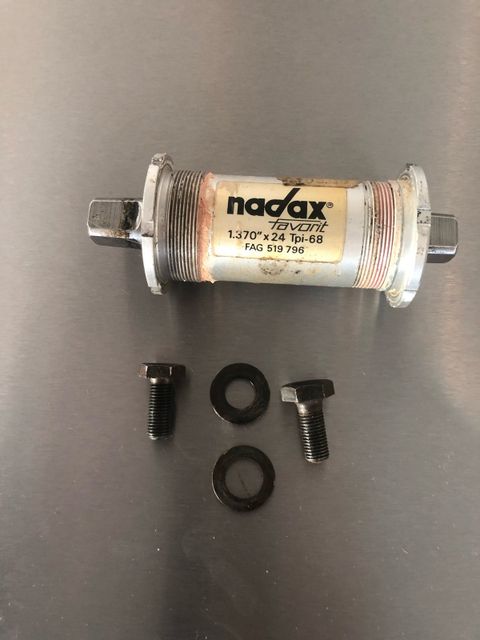 nadax®
favorit
1.370" x 24 Tpi-68
FAG 519 796